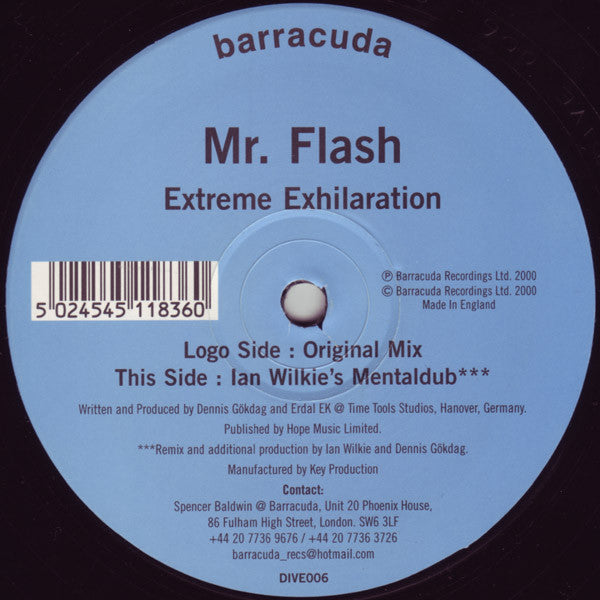 barracuda
Mr. Flash
Extreme Exhilaration
5 024545 118360
℗ Barracuda Recordings Ltd. 2000
© Barracuda Recordings Ltd. 2000
Made In England
Logo Side : Original Mix
This Side : Ian Wilkie's Mentaldub***
Written and Produced by Dennis Gökdag and Erdal EK @ Time Tools Studios, Hanover, Germany.
Published by Hope Music Limited.
***Remix and additional production by Ian Wilkie and Dennis Gökdag.
Manufactured by Key Production
Contact:
Spencer Baldwin @ Barracuda, Unit 20 Phoenix House,
86 Fulham High Street, London. SW6 3LF
+44 20 7736 9676 / +44 20 7736 3726
barracuda_recs@hotmail.com
DIVE006